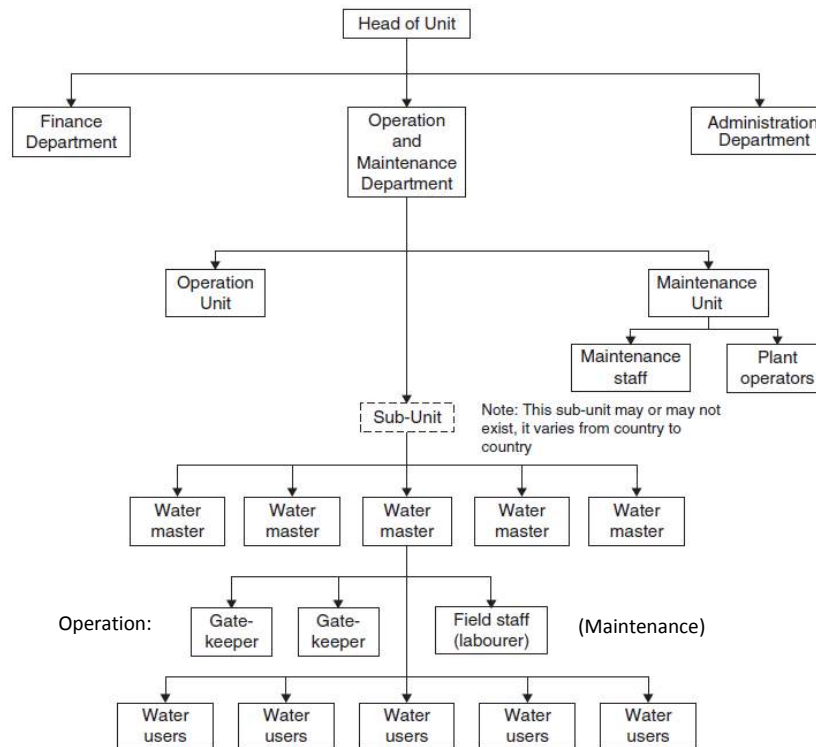 Head of Unit
Finance
Department
Operation
and
Maintenance
Department
Administration
Department
Operation
Unit
Maintenance
Unit
Maintenance
staff
Plant
operators
Sub-Unit
Note: This sub-unit may or may not
exist, it varies from country to
country
Water
master
Water
master
Water
master
Water
master
Water
master
Operation:
Gate-
keeper
Gate-
keeper
Field staff
(labourer)
(Maintenance)
Water
users
Water
users
Water
users
Water
users
Water
users